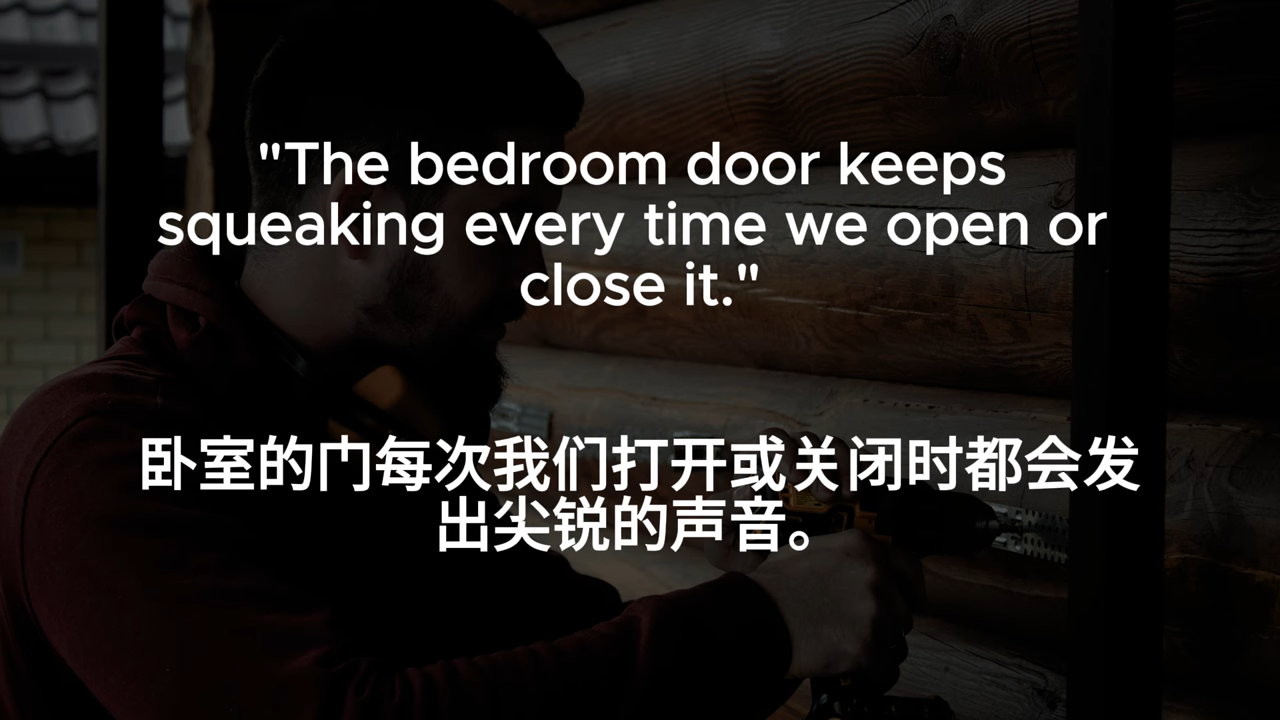 "The bedroom door keeps
squeaking every time we open or
close it."
卧室的门每次我们打开或关闭时都会发
出尖锐的声音。